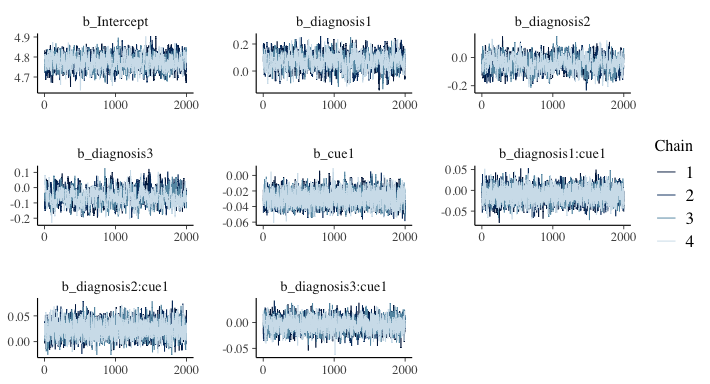 b_Intercept
4.9
4.8
4.7
0 1000 2000
b_diagnosis1
0.2
0.0
0 1000 2000
b_diagnosis2
0.0
-0.2
0 1000 2000
b_diagnosis3
0.1
0.0
-0.1
-0.2
0 1000 2000
b_cue1
0.00
-0.02
-0.04
-0.06
0 1000 2000
b_diagnosis1:cue1
0.05
0.00
-0.05
0 1000 2000
b_diagnosis2:cue1
0.05
0.00
0 1000 2000
b_diagnosis3:cue1
0.00
-0.05
0 1000 2000
Chain
1
2
3
4